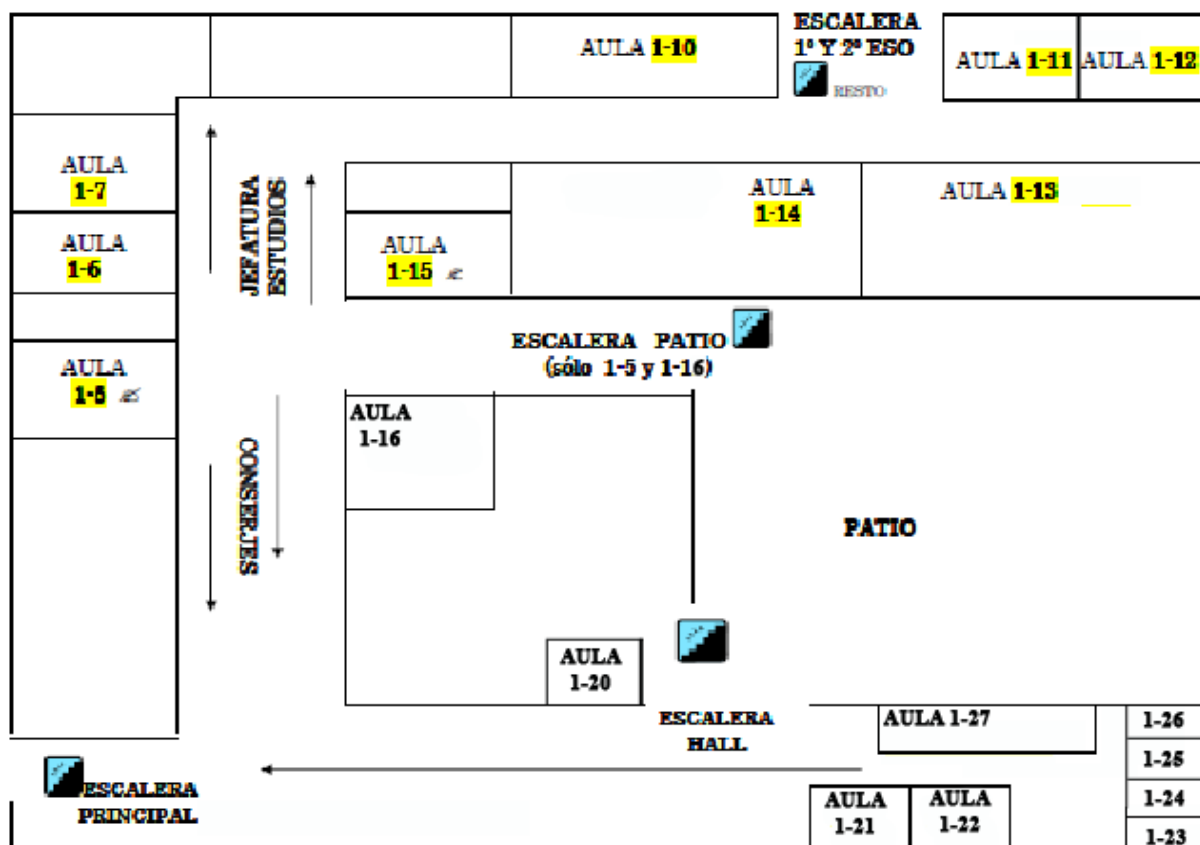 ESCALERA
1º Y 2º ESO
RESTO
AULA 1-10
AULA 1-11
AULA 1-12
AULA
1-7
AULA
1-6
AULA
1-5
JEFATURA
ESTUDIOS
AULA
1-15
AULA
1-14
AULA 1-13
ESCALERA PATIO
(sólo 1-5 y 1-16)
AULA
1-16
CONSERJES
PATIO
AULA
1-20
ESCALERA
HALL
AULA 1-27
1-26
1-25
1-24
1-23
ESCALERA
PRINCIPAL
AULA
1-21
AULA
1-22